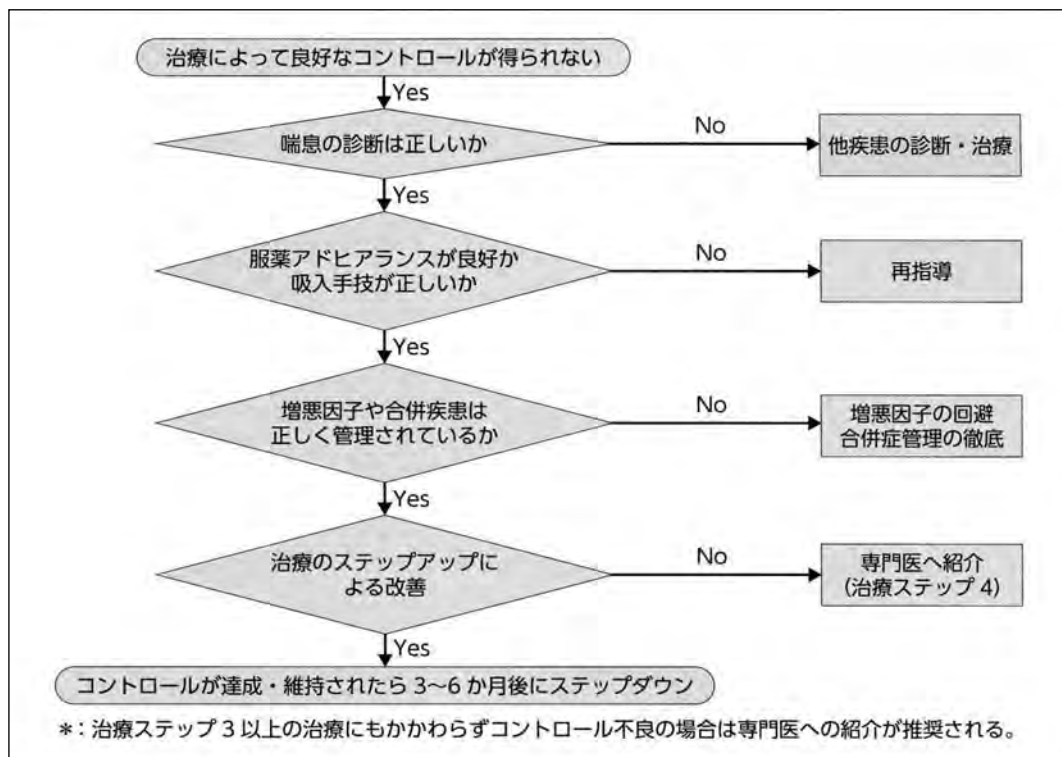 治療によって良好なコントロールが得られない
Yes
喘息の診断は正しいか
No
他疾患の診断・治療
Yes
服薬アドヒアランスが良好か
吸入手技が正しいか
No
再指導
Yes
増悪因子や合併疾患は
正しく管理されているか
No
増悪因子の回避
合併症管理の徹底
Yes
治療のステップアップに
よる改善
No
専門医へ紹介
(治療ステップ 4)
Yes
コントロールが達成・維持されたら 3〜6 か月後にステップダウン
*:治療ステップ 3 以上の治療にもかかわらずコントロール不良の場合は専門医への紹介が推奨される。